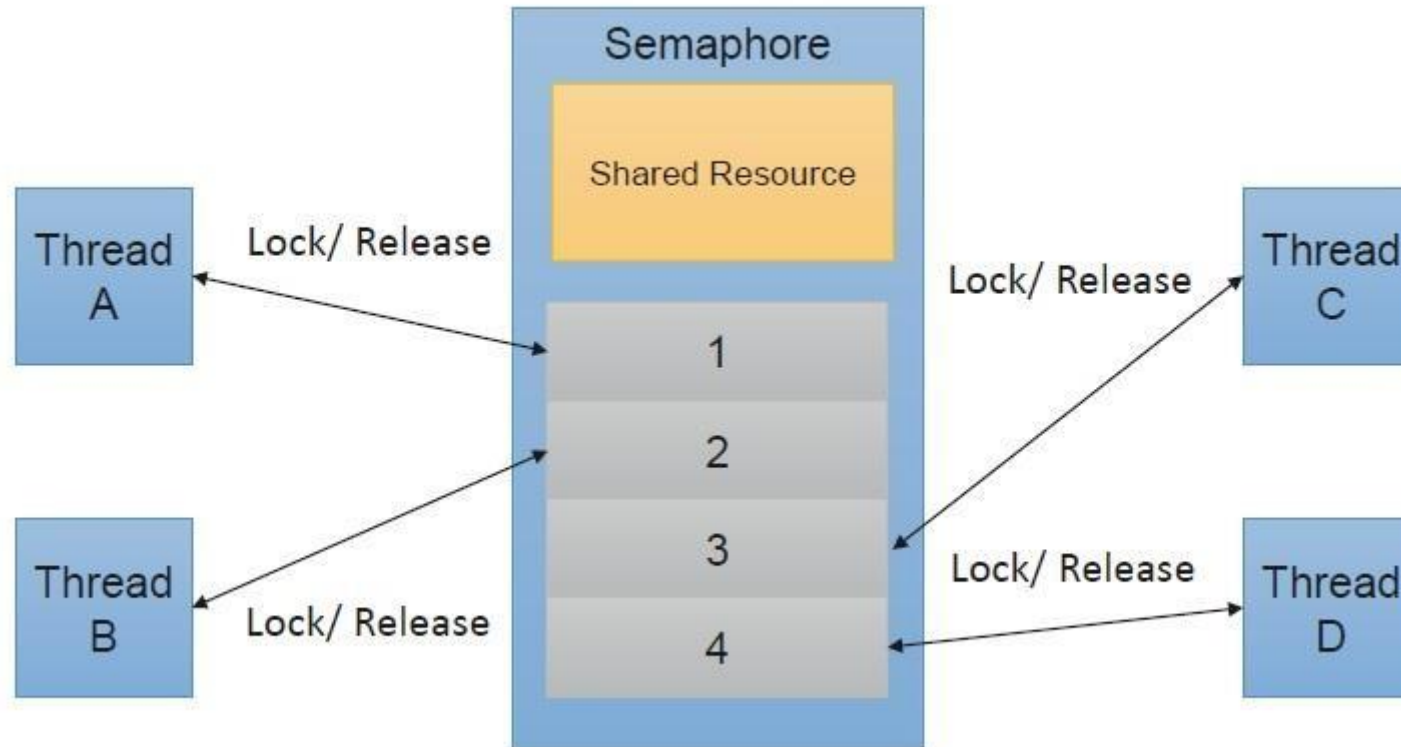 Semaphore
Shared Resource
Thread
A
Lock/ Release
Lock/ Release
Thread
C
1
2
3
4
Thread
B
Lock/ Release
Lock/ Release
Thread
D